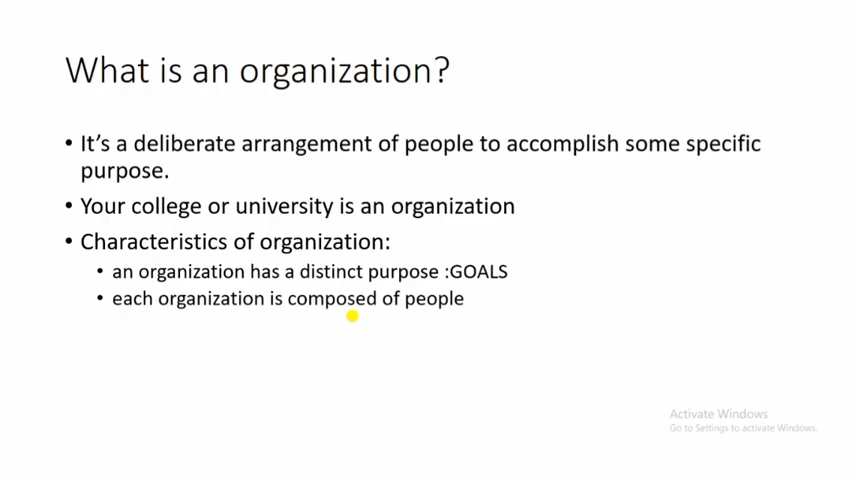 What is an organization?
• It's a deliberate arrangement of people to accomplish some specific
purpose.
• Your college or university is an organization
• Characteristics of organization:
• an organization has a distinct purpose :GOALS
• each organization is composed of people
Activate Windows
Go to Settings to activate Windows.